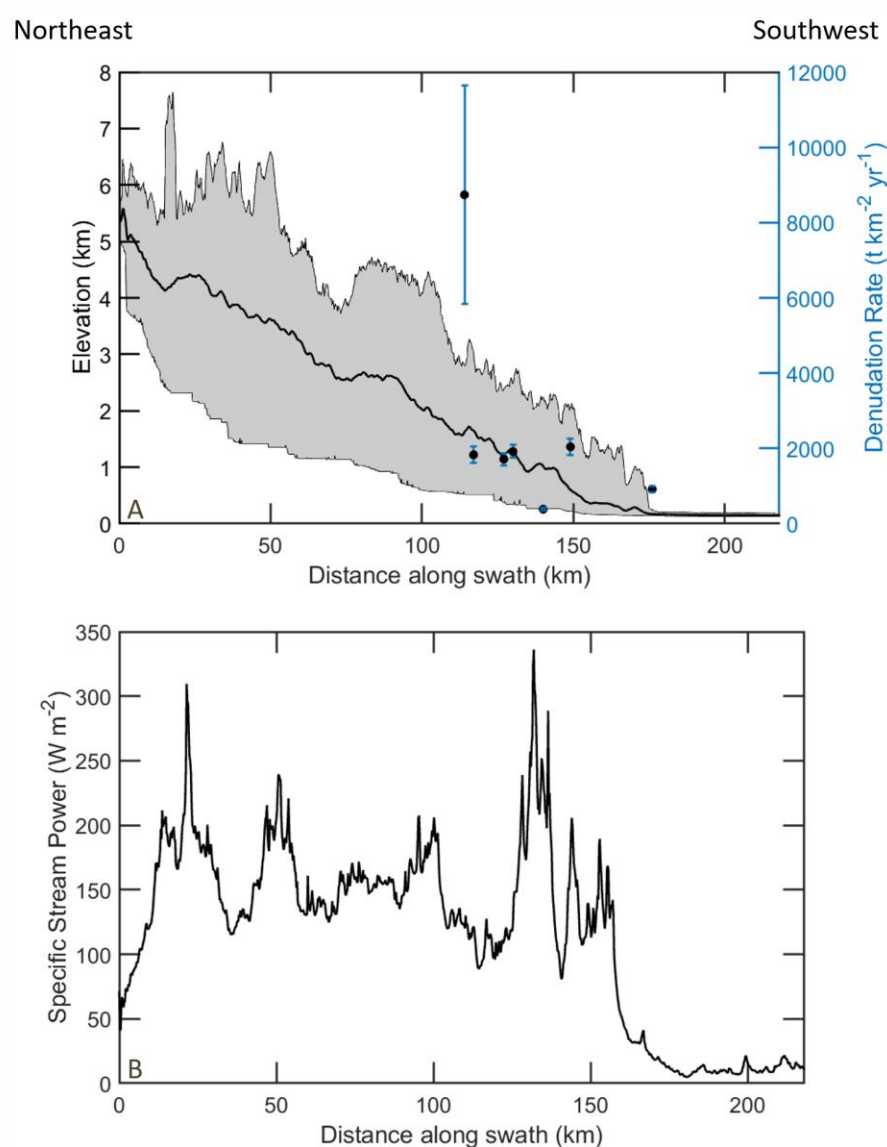 Northeast
Southwest
8
7
6
5
4
3
2
1
0
Elevation (km)
12000
10000
8000
6000
4000
2000
0
Denudation Rate (t km-2 yr-1)
A
0 50 100 150 200
Distance along swath (km)
350
300
250
200
150
100
50
0
Specific Stream Power (W m-2)
B
0 50 100 150 200
Distance along swath (km)